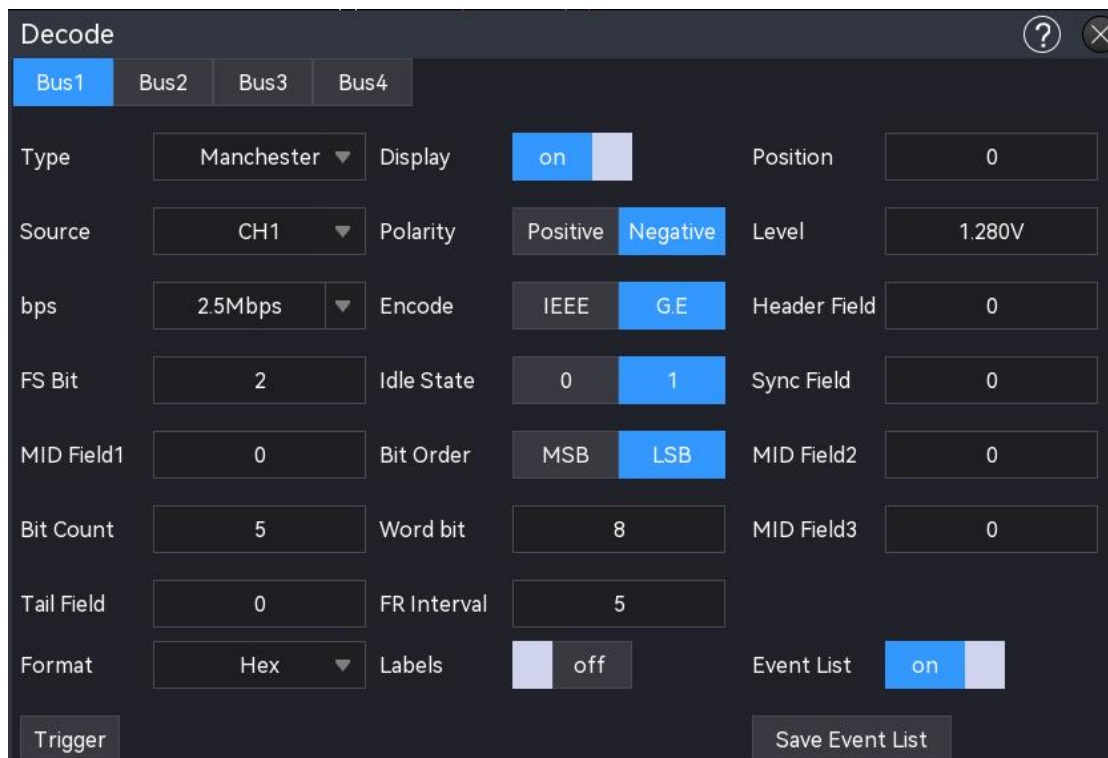 Decode ?
Bus1 Bus2 Bus3 Bus4
Type Manchester Display on Position 0
Source CH1 Polarity Positive Negative Level 1.280V
bps 2.5Mbps Encode IEEE G.E Header Field 0
FS Bit 2 Idle State 0 1 Sync Field 0
MID Field1 0 Bit Order MSB LSB MID Field2 0
Bit Count 5 Word bit 8 MID Field3 0
Tail Field 0 FR Interval 5
Format Hex Labels off Event List on
Trigger Save Event List